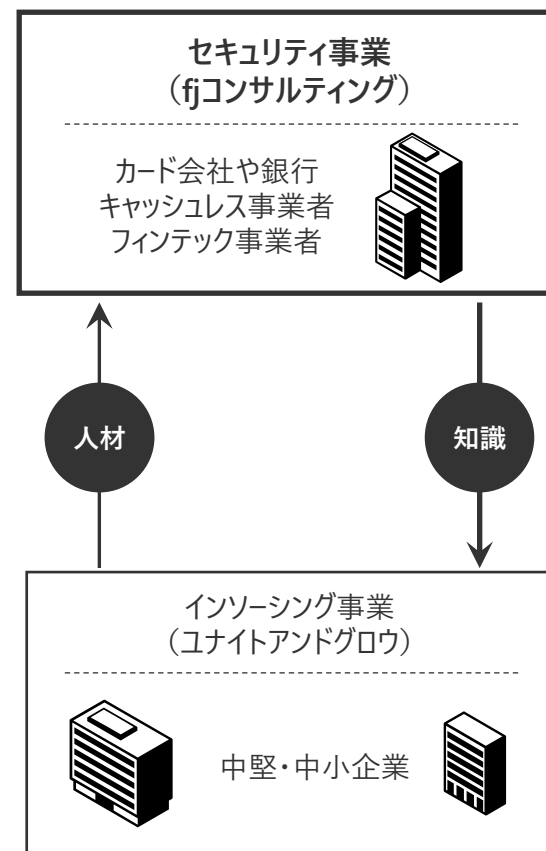 セキュリティ事業
（fjコンサルティング）
カード会社や銀行
キャッシュレス事業者
フィンテック事業者
人材
知識
インソーシング事業
（ユナイトアンドグロウ）
中堅・中小企業